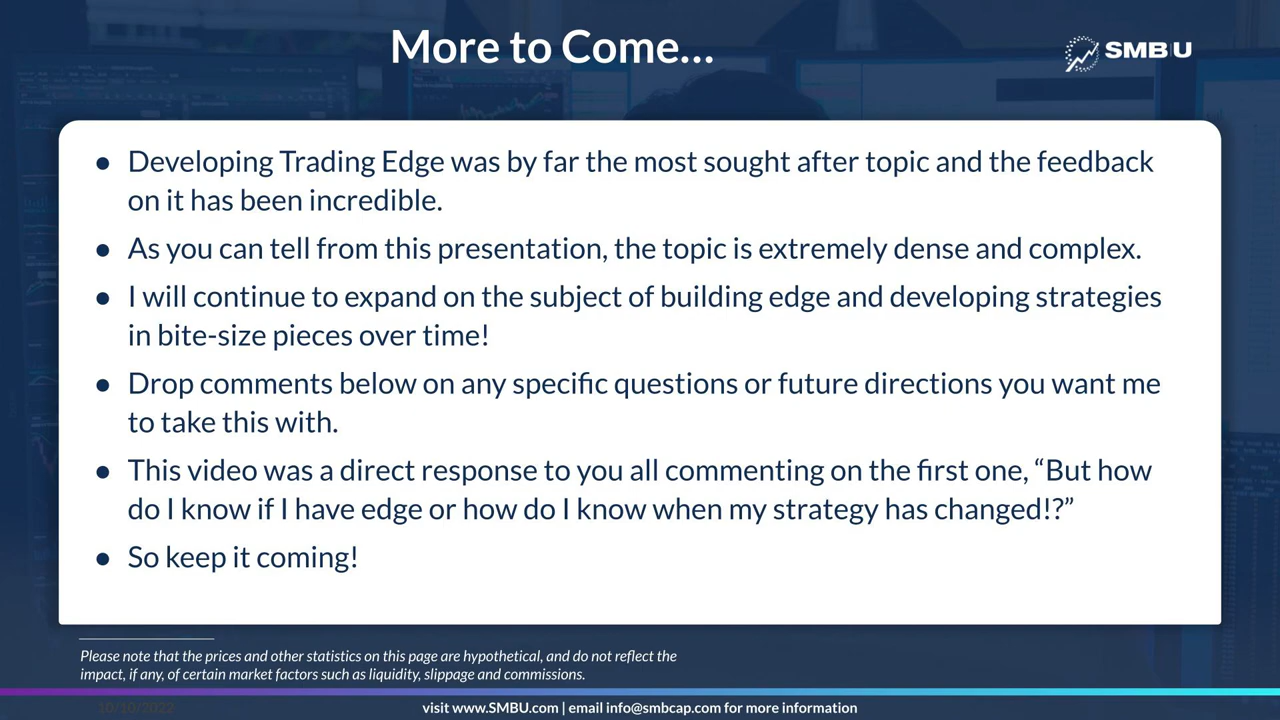 More to Come...
SMBU
● Developing Trading Edge was by far the most sought after topic and the feedback
on it has been incredible.
● As you can tell from this presentation, the topic is extremely dense and complex.
● I will continue to expand on the subject of building edge and developing strategies
in bite-size pieces over time!
● Drop comments below on any specific questions or future directions you want me
to take this with.
● This video was a direct response to you all commenting on the first one, “But how
do I know if I have edge or how do I know when my strategy has changed!?”
● So keep it coming!
Please note that the prices and other statistics on this page are hypothetical, and do not reflect the
impact, if any, of certain market factors such as liquidity, slippage and commissions.
10/10/2022
visit www.SMBU.com | email info@smbcap.com for more information